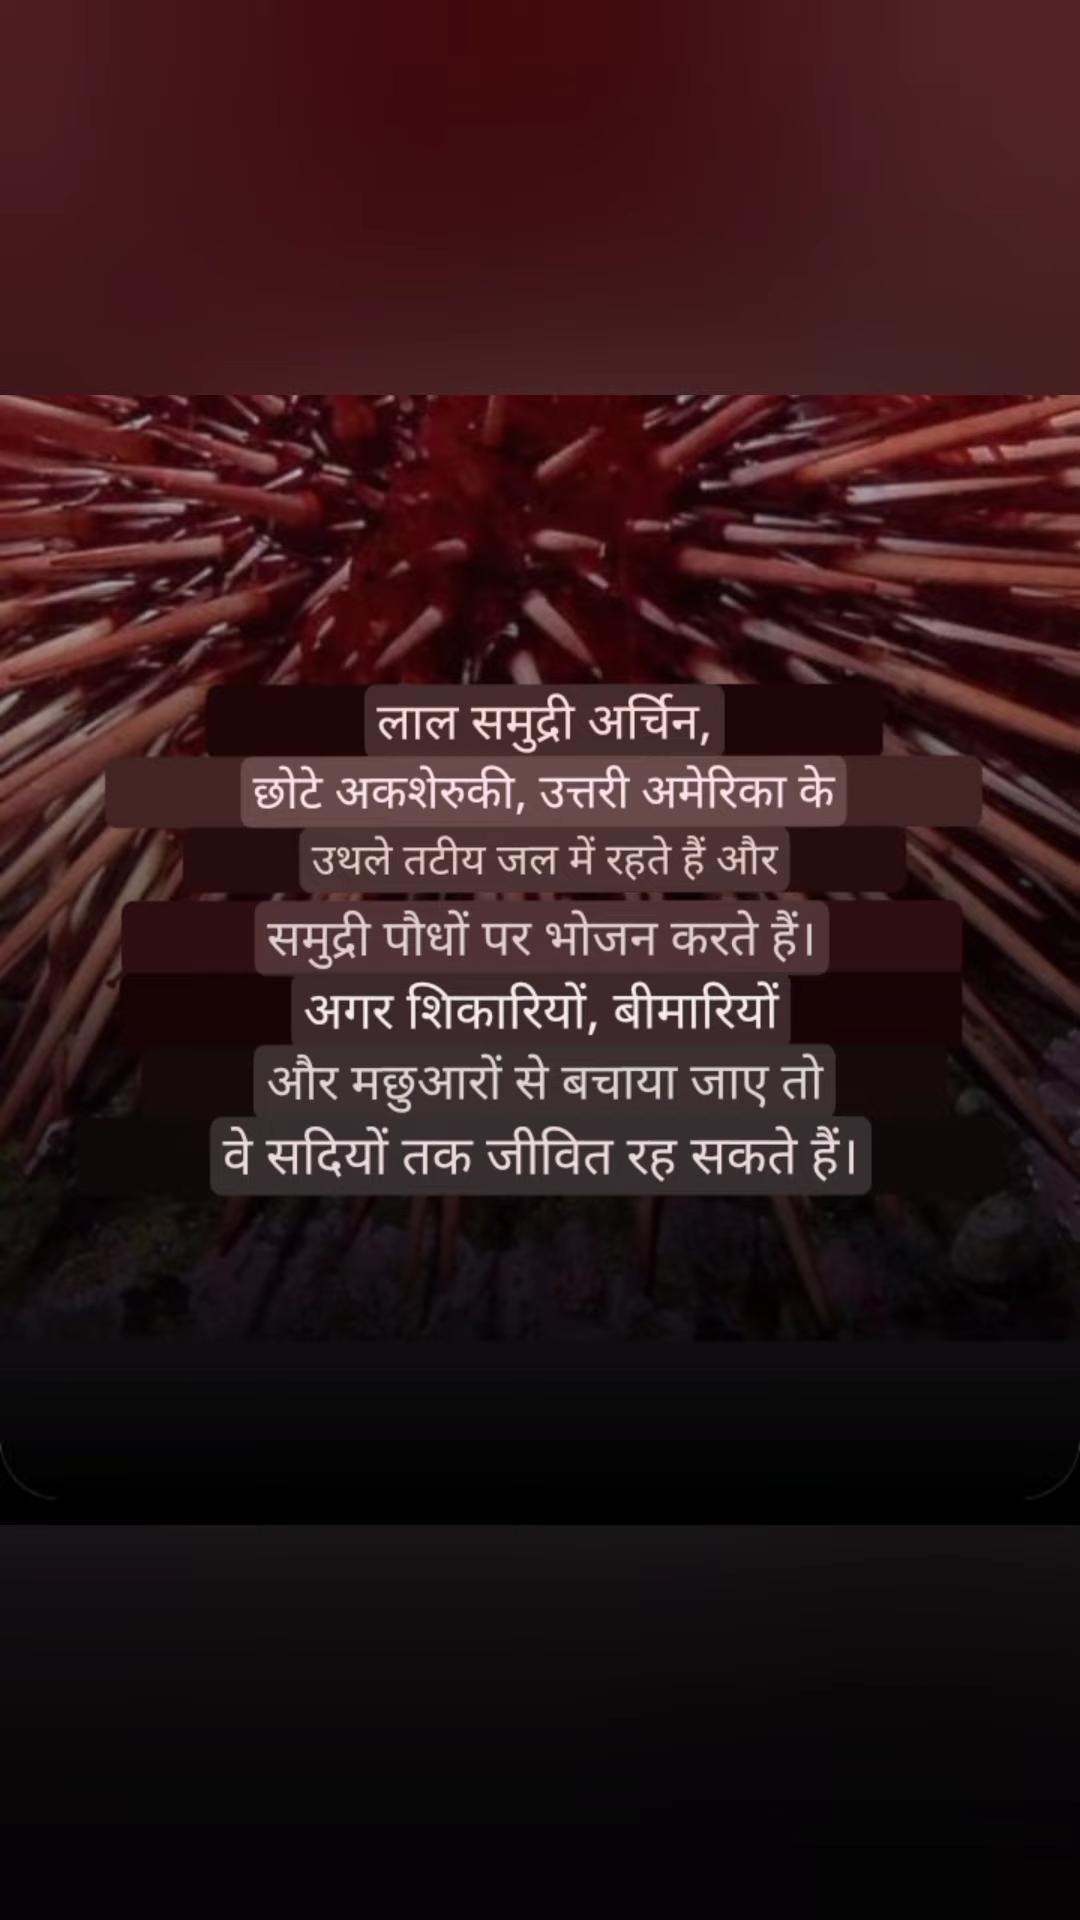 लाल समुद्री अर्चिन,
छोटे अकशेरुकी, उत्तरी अमेरिका के
उथले तटीय जल में रहते हैं और
समुद्री पौधों पर भोजन करते हैं।
अगर शिकारियों, बीमारियों
और मछुआरों से बचाया जाए तो
वे सदियों तक जीवित रह सकते हैं।